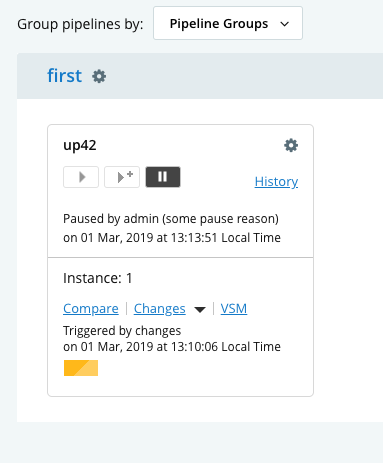 Group pipelines by: Pipeline Groups
first
up42
History
Paused by admin (some pause reason)
on 01 Mar, 2019 at 13:13:51 Local Time
Instance: 1
Compare Changes VSM
Triggered by changes
on 01 Mar, 2019 at 13:10:06 Local Time